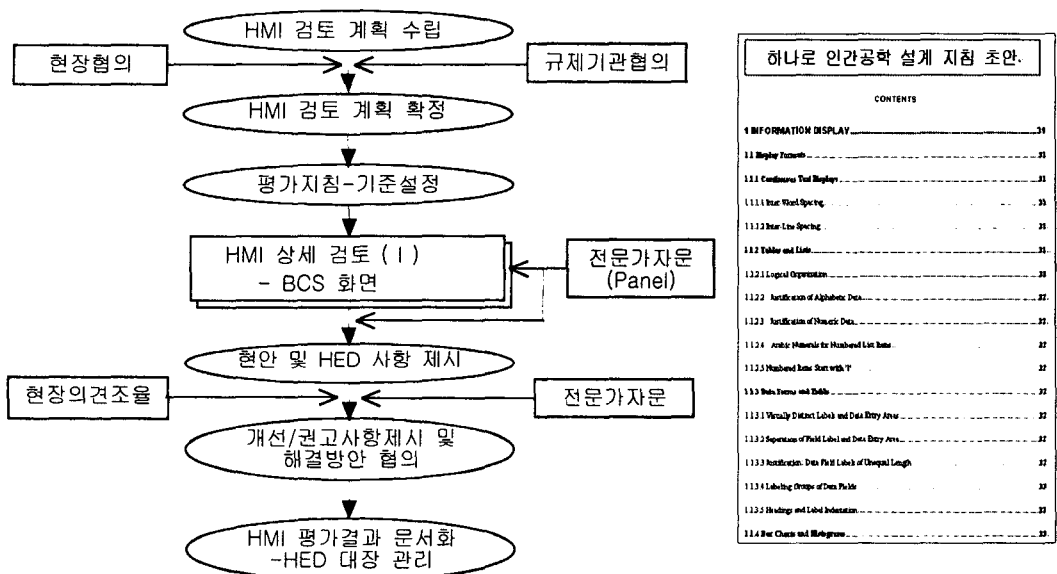 HMI 검토 계획 수립
현장협의
규제기관협의
HMI 검토 계획 확정
평가지침-기준설정
HMI 상세 검토 ( I )
- BCS 화면
전문가자문
(Panel)
현안 및 HED 사항 제시
현장의견조율
전문가자문
개선/권고사항제시 및
해결방안 협의
HMI 평가결과 문서화
-HED 대장 관리
하나로 인간공학 설계 지침 초안.
CONTENTS
1 INFORMATION DISPLAY
1.1 Display Formats
1.1.1 Continuous Text Displays
1.1.1.1 Inter Word Spacing
1.1.1.2 Inter-Line Spacing
1.1.2 Tables and Lists
1.1.2.1 Logical Organization
1.1.2.2 Justification of Alphabetic Data
1.1.2.3 Justification of Numeric Data
1.1.2.4 Arabic Numerals for Numbered List Items
1.1.2.5 Numbered Items Start with '1'
1.1.3 Data Forms and Fields
1.1.3.1 Visually Distinct Labels and Data Entry Areas
1.1.3.2 Separation of Field Label and Data Entry Area
1.1.3.3 Justification: Data Field Labels of Unequal Length
1.1.3.4 Labeling Groups of Data Fields
1.1.3.5 Headings and Label Indentation
1.1.4 Bar Charts and Histograms